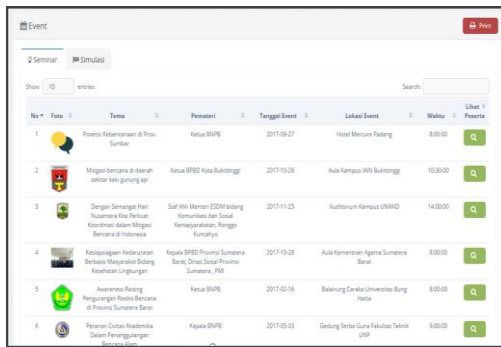 Event
Print
Seminar
Simulasi
Show 10 entries
Search:
No Foto Tema Pemateri Tanggal Event Lokasi Event Waktu Lihat Peserta
1 Potensi Kebencanaan di Prov. Sumbar Ketua BNPB 2017-09-27 Hotel Mercure Padang 8:00:00
2 Mitigasi bencana di daerah sekitar kaki gunung api Ketua BPBD Kota Bukittinggi 2017-10-26 Aula Kampus IAIN Bukittinggi 10:30:00
3 Dengan Semangat Hari Nusantara Kita Perkuat Koordinasi dalam Mitigasi Bencana di Indonesia Staf Ahli Menteri ESDM bidang Komunikasi dan Sosial Kemasyarakatan, Ronggo Kuncahyo 2017-11-25 Auditorium Kampus UNAND 14:00:00
4 Kesiapsiagaan Kedaruratan Berbasis Masyarakat Bidang Kesehatan Lingkungan Kepala BPBD Provinsi Sumatera Barat, Dinas Sosial Provinsi Sumatera , PMI 2017-10-28 Aula Kementrian Agama Sumatera Barat 8:00:00
5 Awareness Raising Pengurangan Resiko Bencana di Provinsi Sumatera Barat Ketua BNPB 2017-02-16 Balairung Caraka Universitas Bung Hatta 8:00:00
6 Peranan Civitas Akademika Dalam Penanggulangan Bencana Alam Kepala BNPB 2017-05-03 Gedung Serba Guna Fakultas Teknik UNP 9:00:00